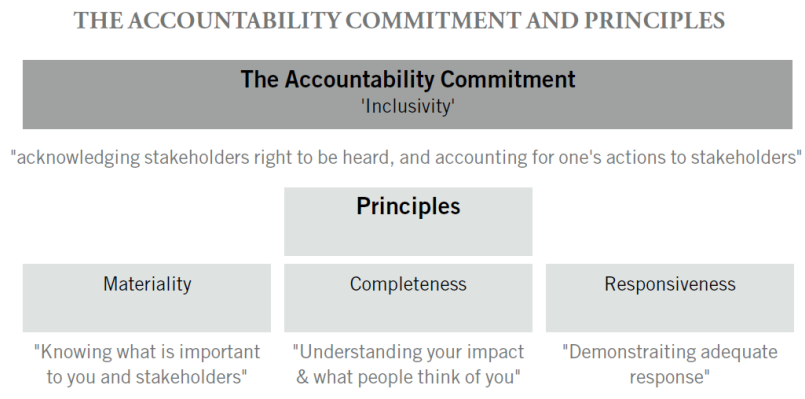 THE ACCOUNTABILITY COMMITMENT AND PRINCIPLES
The Accountability Commitment
'Inclusivity'
"acknowledging stakeholders right to be heard, and accounting for one's actions to stakeholders"
Principles
Materiality
Completeness
Responsiveness
"Knowing what is important
to you and stakeholders"
"Understanding your impact
& what people think of you"
"Demonstraiting adequate
response"